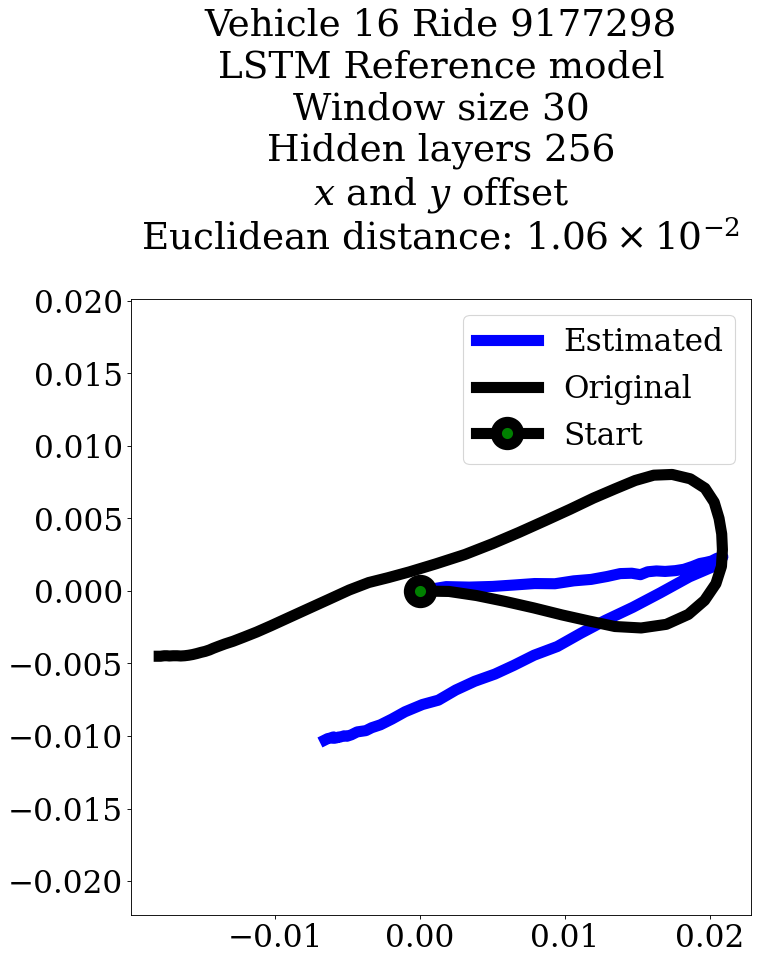 Vehicle 16 Ride 9177298
LSTM Reference model
Window size 30
Hidden layers 256
x and y offset
Euclidean distance: 1.06 × 10⁻²
0.020
0.015
0.010
0.005
0.000
−0.005
−0.010
−0.015
−0.020
Estimated
Original
Start
−0.01
0.00
0.01
0.02